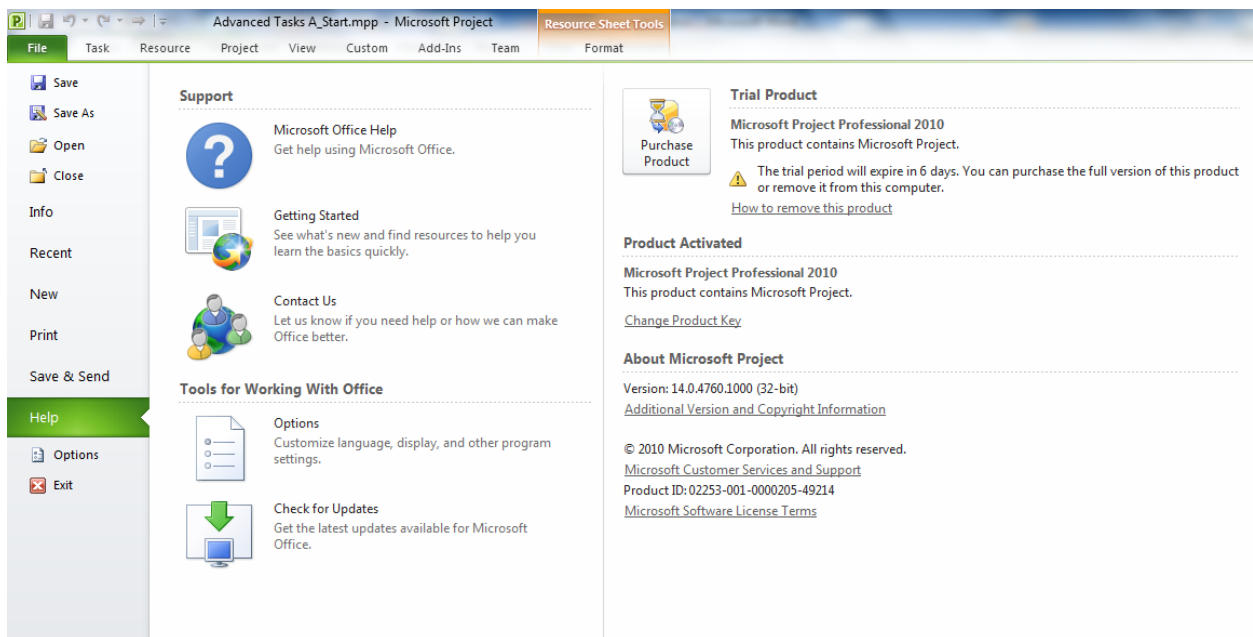 Advanced Tasks A_Start.mpp - Microsoft Project
Resource Sheet Tools
File Task Resource Project View Custom Add-Ins Team Format
Save
Save As
Open
Close
Info
Recent
New
Print
Save & Send
Help
Options
Exit
Support
Microsoft Office Help
Get help using Microsoft Office.
Getting Started
See what's new and find resources to help you
learn the basics quickly.
Contact Us
Let us know if you need help or how we can make
Office better.
Tools for Working With Office
Options
Customize language, display, and other program
settings.
Check for Updates
Get the latest updates available for Microsoft
Office.
Purchase
Product
Trial Product
Microsoft Project Professional 2010
This product contains Microsoft Project.
The trial period will expire in 6 days. You can purchase the full version of this product
or remove it from this computer.
How to remove this product
Product Activated
Microsoft Project Professional 2010
This product contains Microsoft Project.
Change Product Key
About Microsoft Project
Version: 14.0.4760.1000 (32-bit)
Additional Version and Copyright Information
© 2010 Microsoft Corporation. All rights reserved.
Microsoft Customer Services and Support
Product ID: 02253-001-0000205-49214
Microsoft Software License Terms